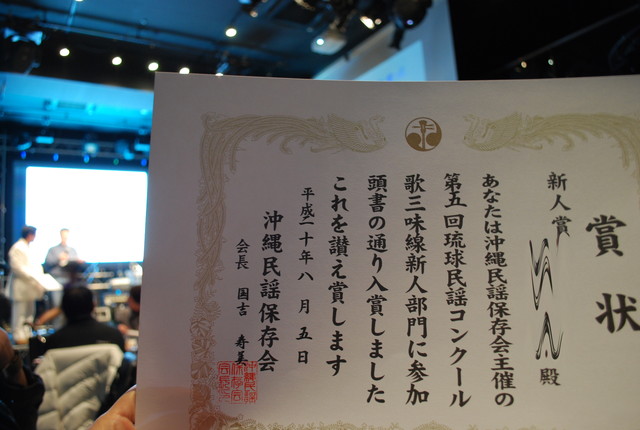 賞状
新人賞
殿
あなたは沖縄民謡保存会主催の
第五回琉球民謡コンクール
歌三味線新人部門に参加
頭書の通り入賞しました
これを讃え賞します
平成二十年八月五日
沖縄民謡保存会
会長 国吉 寿美